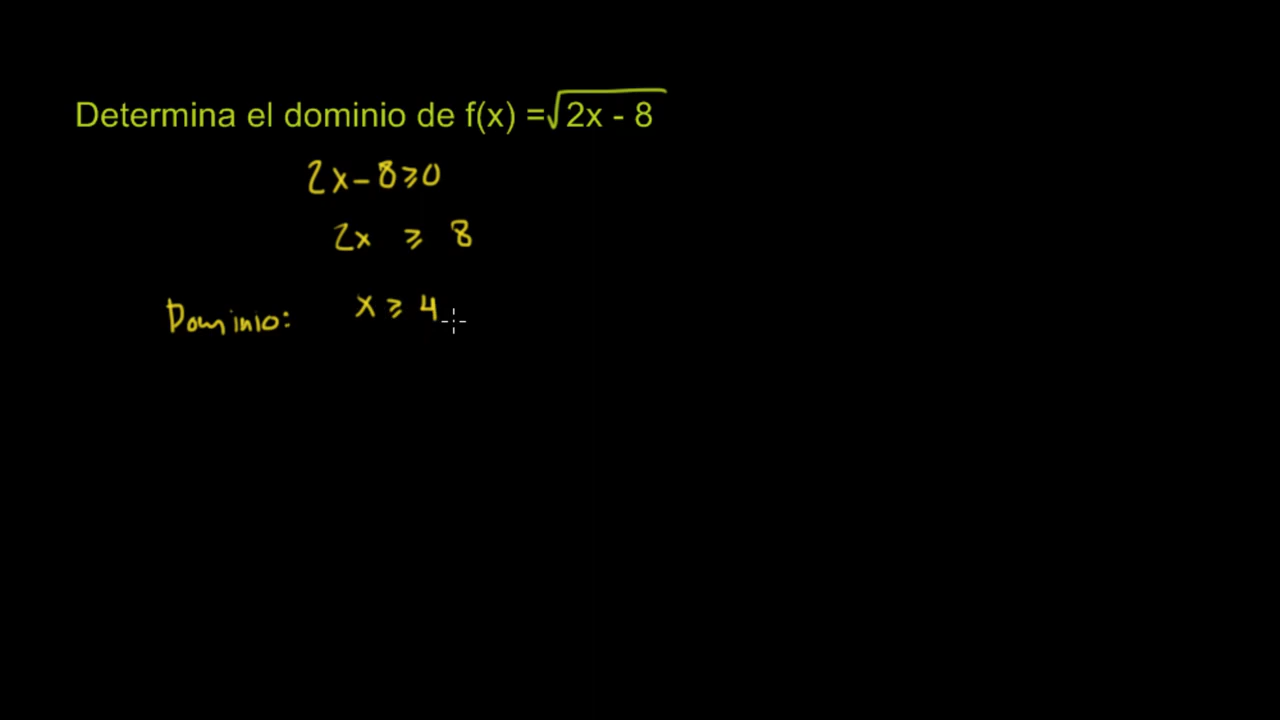 Determina el dominio de f(x) =√2x - 8
2x - 8 ⩾ 0
2x ⩾ 8
Dominio: x ⩾ 4